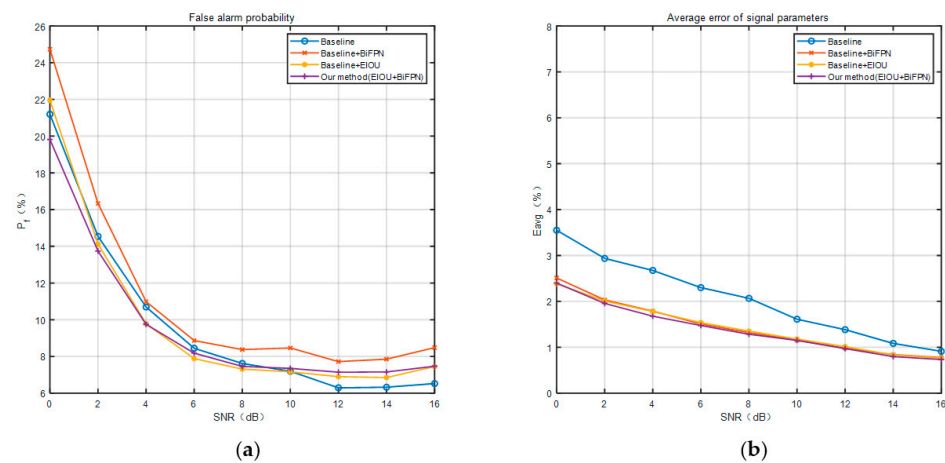 False alarm probability
Baseline
Baseline+BiFPN
Baseline+EIOU
Our method(EIOU+BiFPN)
26
24
22
20
18
16
14
12
10
8
6
P_f（%）
0 2 4 6 8 10 12 14 16
SNR（dB）
(a)
Average error of signal parameters
Baseline
Baseline+BiFPN
Baseline+EIOU
Our method(EIOU+BiFPN)
8
7
6
5
4
3
2
1
0
Eavg（%）
0 2 4 6 8 10 12 14 16
SNR（dB）
(b)